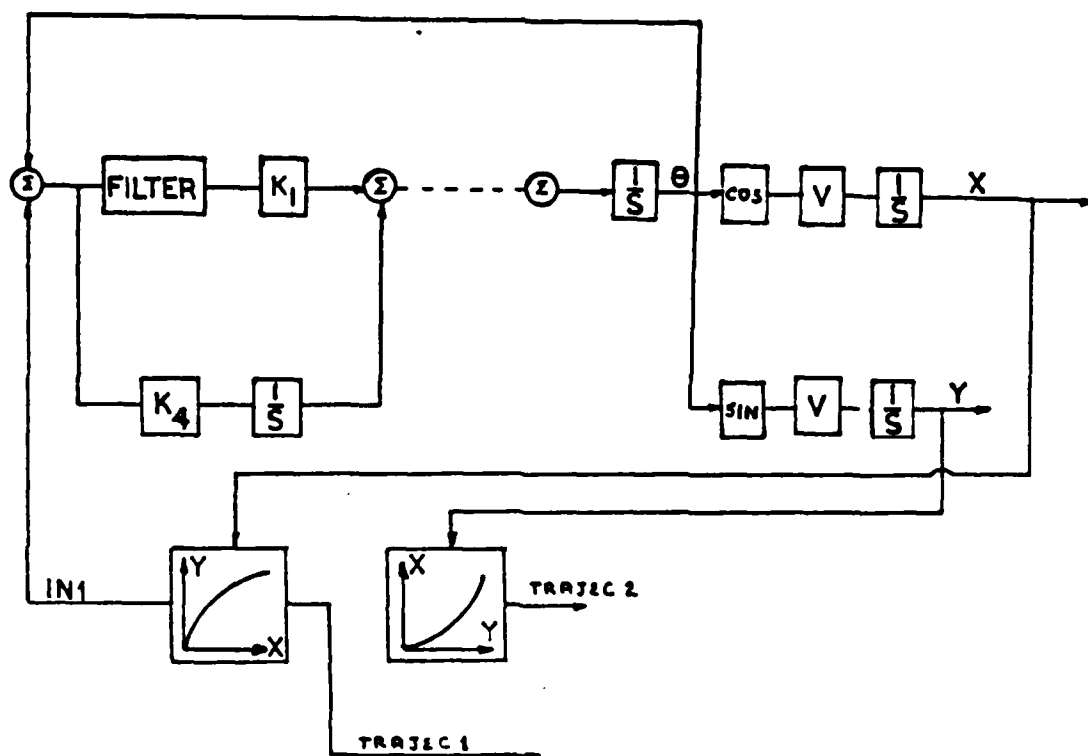 Σ
FILTER
K1
Σ
Σ
1/S
θ
COS
V
1/S
X
K4
1/S
SIN
V
1/S
Y
IN1
Y
X
X
Y
TRAJEC 2
TRAJEC 1